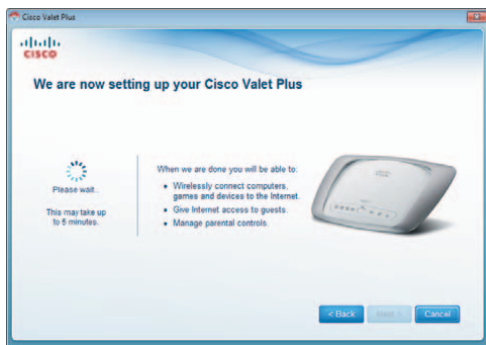 Cisco Valet Plus
CISCO
We are now setting up your Cisco Valet Plus
Please wait...
This may take up
to 5 minutes.
When we are done you will be able to:
• Wirelessly connect computers,
games and devices to the Internet.
• Give Internet access to guests.
• Manage parental controls.
< Back
Next >
Cancel